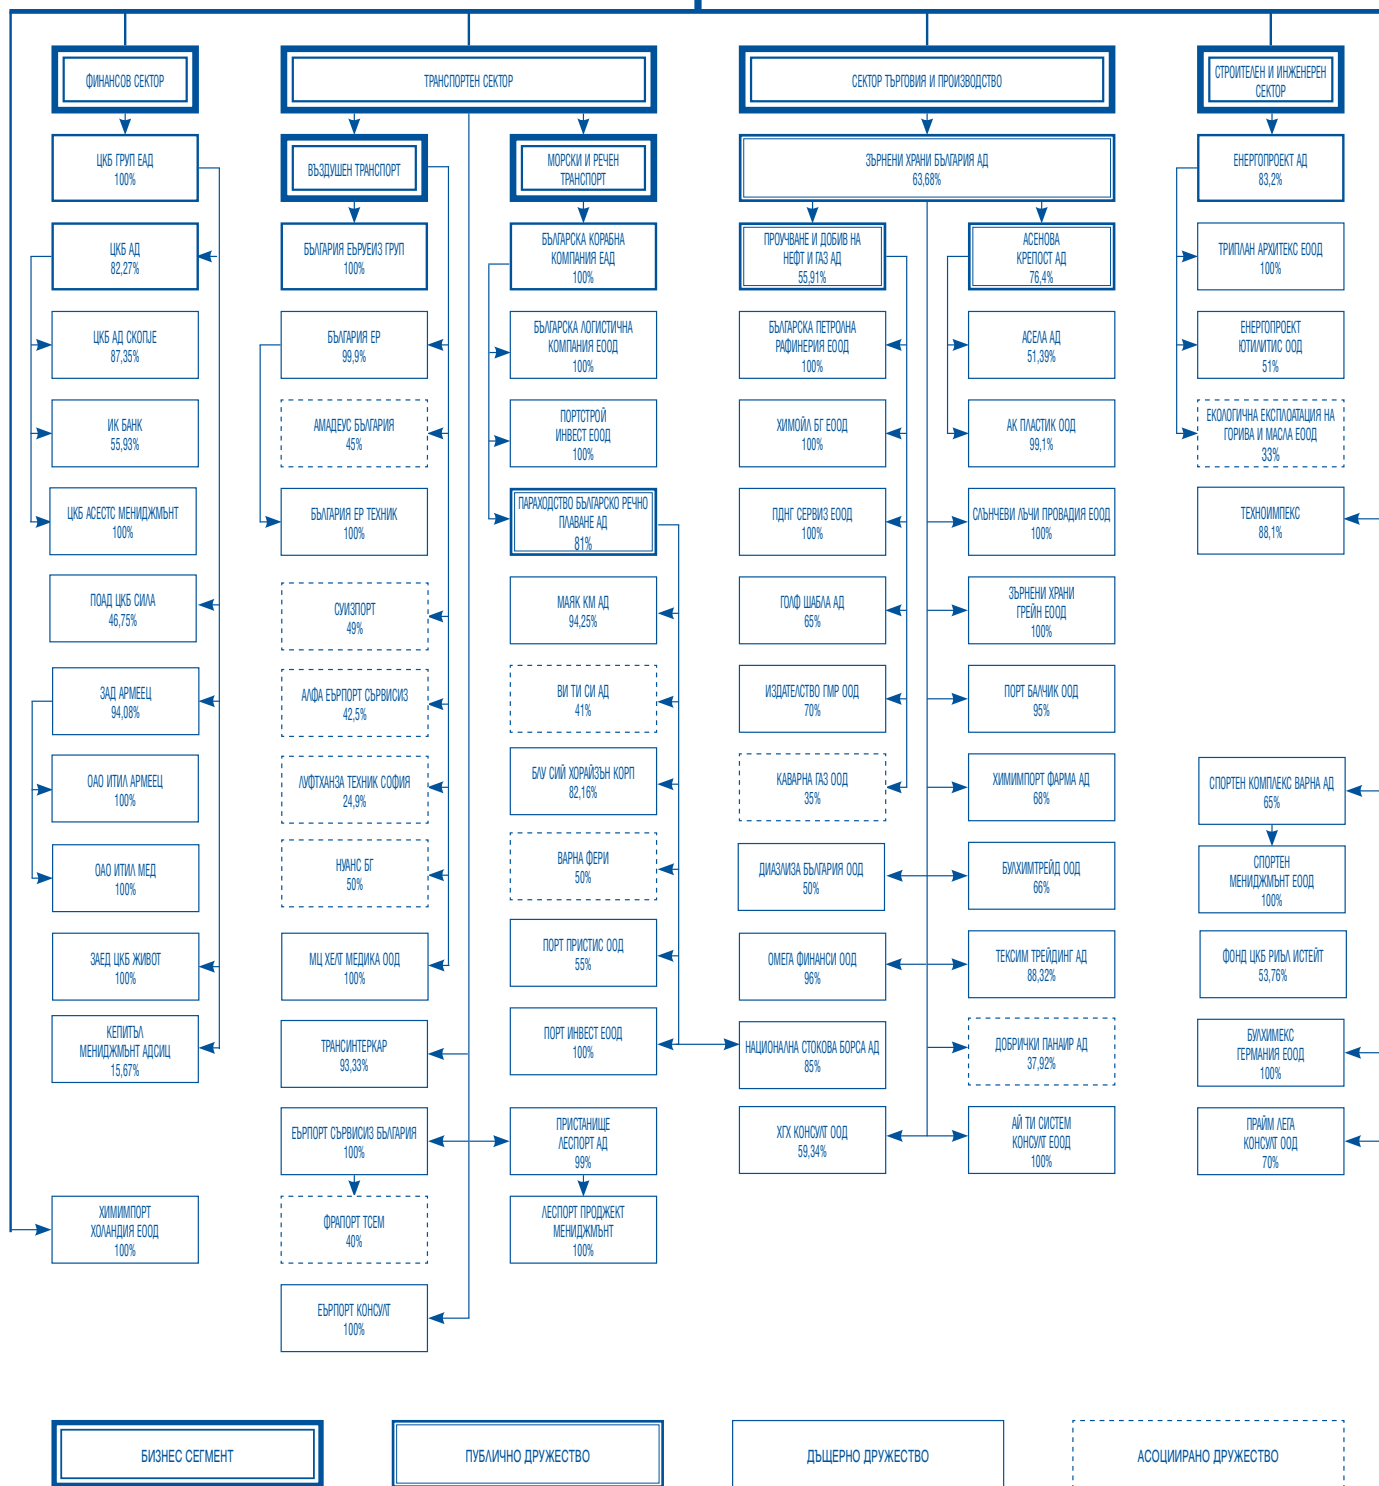 ФИНАНСОВ СЕКТОР
ЦКБ ГРУП ЕАД
100%
ЦКБ АД
82,27%
ЦКБ АД СКОПJЕ
87,35%
ИК БАНК
55,93%
ЦКБ АСЕСТС МЕНИДЖМЪНТ
100%
ПОАД ЦКБ СИЛА
46,75%
ЗАД АРМЕЕЦ
94,08%
ОАО ИТИЛ АРМЕЕЦ
100%
ОАО ИТИЛ МЕД
100%
ЗАЕД ЦКБ ЖИВОТ
100%
КЕПИТЪЛ
МЕНИДЖМЪНТ АДСИЦ
15,67%
ХИМИМПОРТ
ХОЛАНДИЯ ЕООД
100%
ТРАНСПОРТЕН СЕКТОР
ВЪЗДУШЕН ТРАНСПОРТ
БЪЛГАРИЯ ЕЪРУЕИЗ ГРУП
100%
БЪЛГАРИЯ ЕР
99,9%
АМАДЕУС БЪЛГАРИЯ
45%
БЪЛГАРИЯ ЕР ТЕХНИК
100%
СУИЗПОРТ
49%
АЛФА ЕЪРПОРТ СЪРВИСИЗ
42,5%
ЛУФТХАНЗА ТЕХНИК СОФИЯ
24,9%
НУАНС БГ
50%
МЦ ХЕЛТ МЕДИКА ООД
100%
ТРАНСИНТЕРКАР
93,33%
ЕЪРПОРТ СЪРВИСИЗ БЪЛГАРИЯ
100%
ФРАПОРТ ТСЕМ
40%
ЕЪРПОРТ КОНСУЛТ
100%
МОРСКИ И РЕЧЕН
ТРАНСПОРТ
БЪЛГАРСКА КОРАБНА
КОМПАНИЯ ЕАД
100%
БЪЛГАРСКА ЛОГИСТИЧНА
КОМПАНИЯ ЕООД
100%
ПОРТСТРОЙ
ИНВЕСТ ЕООД
100%
ПАРАХОДСТВО БЪЛГАРСКО РЕЧНО
ПЛАВАНЕ АД
81%
МАЯК КМ АД
94,25%
ВИ ТИ СИ АД
41%
БЛУ СИЙ ХОРАЙЗЪН КОРП
82,16%
ВАРНА ФЕРИ
50%
ПОРТ ПРИСТИС ООД
55%
ПОРТ ИНВЕСТ ЕООД
100%
ПРИСТАНИЩЕ
ЛЕСПОРТ АД
99%
ЛЕСПОРТ ПРОДЖЕКТ
МЕНИДЖМЪНТ
100%
СЕКТОР ТЪРГОВИЯ И ПРОИЗВОДСТВО
ЗЪРНЕНИ ХРАНИ БЪЛГАРИЯ АД
63,68%
ПРОУЧВАНЕ И ДОБИВ НА
НЕФТ И ГАЗ АД
55,91%
БЪЛГАРСКА ПЕТРОЛНА
РАФИНЕРИЯ ЕООД
100%
ХИМОЙЛ БГ ЕООД
100%
ПДНГ СЕРВИЗ ЕООД
100%
ГОЛФ ШАБЛА АД
65%
ИЗДАТЕЛСТВО ГМР ООД
70%
КАВАРНА ГАЗ ООД
35%
ДИАЗЛИЗА БЪЛГАРИЯ ООД
50%
ОМЕГА ФИНАНСИ ООД
96%
НАЦИОНАЛНА СТОКОВА БОРСА АД
85%
ХГХ КОНСУЛТ ООД
59,34%
АСЕНОВА
КРЕПОСТ АД
76,4%
АСЕЛА АД
51,39%
АК ПЛАСТИК ООД
99,1%
СЛЪНЧЕВИ ЛЪЧИ ПРОВАДИЯ ЕООД
100%
ЗЪРНЕНИ ХРАНИ
ГРЕЙН ЕООД
100%
ПОРТ БАЛЧИК ООД
95%
ХИМИМПОРТ ФАРМА АД
68%
БУЛХИМТРЕЙД ООД
66%
ТЕКСИМ ТРЕЙДИНГ АД
88,32%
ДОБРИЧКИ ПАНАИР АД
37,92%
АЙ ТИ СИСТЕМ
КОНСУЛТ ЕООД
100%
СТРОИТЕЛЕН И ИНЖЕНЕРЕН
СЕКТОР
ЕНЕРГОПРОЕКТ АД
83,2%
ТРИПЛАН АРХИТЕКС ЕООД
100%
ЕНЕРГОПРОЕКТ
ЮТИЛИТИС ООД
51%
ЕКОЛОГИЧНА ЕКСПЛОАТАЦИЯ НА
ГОРИВА И МАСЛА ЕООД
33%
ТЕХНОИМПЕКС
88,1%
СПОРТЕН КОМПЛЕКС ВАРНА АД
65%
СПОРТЕН
МЕНИДЖМЪНТ ЕООД
100%
ФОНД ЦКБ РИЪЛ ИСТЕЙТ
53,76%
БУЛХИМЕКС
ГЕРМАНИЯ ЕООД
100%
ПРАЙМ ЛЕГА
КОНСУЛТ ООД
70%
БИЗНЕС СЕГМЕНТ
ПУБЛИЧНО ДРУЖЕСТВО
ДЪЩЕРНО ДРУЖЕСТВО
АСОЦИИРАНО ДРУЖЕСТВО